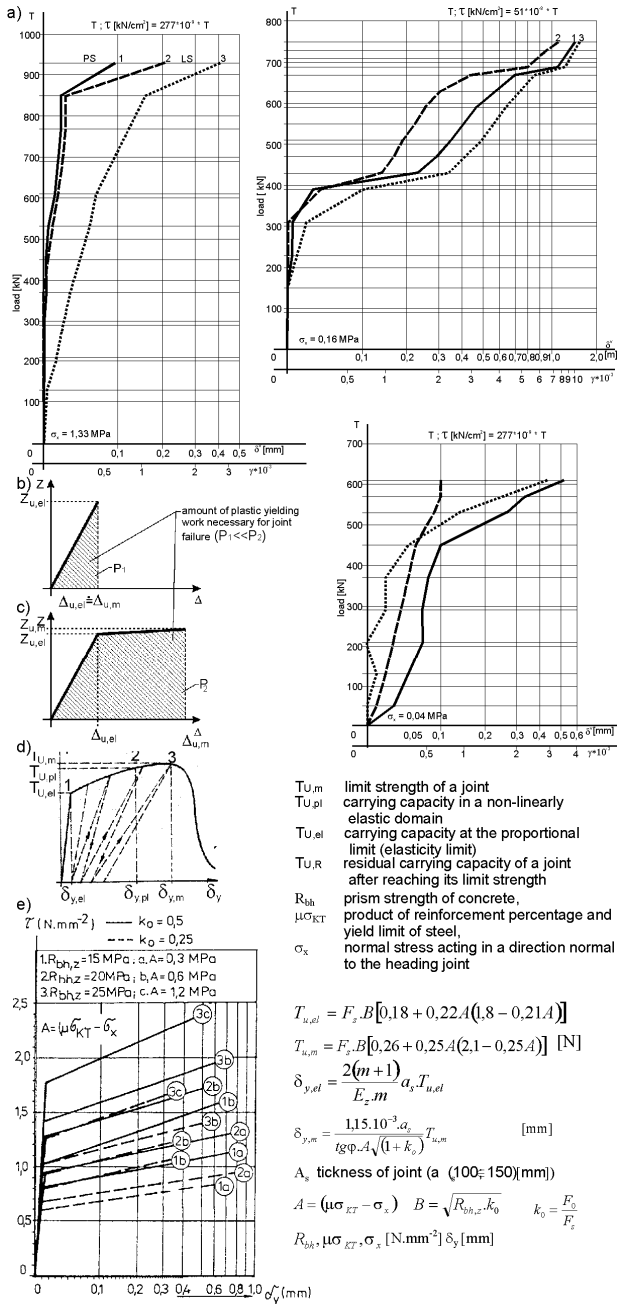 a)
T
T ; τ [kN/cm²] = 277*10⁻⁵ * T
1000
900
800
700
600
500
400
300
200
100
0
load [ kN]
PS
1
2
LS
3
σₓ = 1,33 MPa
0 0,1 0,2 0,3 0,4 0,5 δ' [mm]
0,5 1 2 3 γ*10⁻³
T ; τ [kN/cm²] = 51*10⁻⁵ * T
T
800
700
600
500
400
300
200
100
load [ kN]
2
1
3
σₓ = 0,16 MPa
0 0,1 0,2 0,3 0,4 0,5 0,6 0,70,80,91,0 2,0 [m]
0,5 1 2 3 4 5 6 7 8 9 10 γ*10⁻³
T
T ; τ [kN/cm²] = 277*10⁻⁵ * T
700
600
500
400
300
200
100
0
load [kN]
σₓ = 0,04 MPa
0,05 0,1 0,2 0,3 0,4 0,5 0,6 δ' [mm]
0,5 1 2 3 4 γ*10⁻³
b)
Z
Zu,el
P₁
Δu,el≐Δu,m
Δ
amount of plastic yielding
work necessary for joint
failure (P₁<<P₂)
c)
Z
Zu,m
Zu,el
P₂
Δu,el
Δu,m
Δ
d)
TU,m
TU,pl
TU,el
1
2
3
δy,el δy,pl δy,m δy
TU,m limit strength of a joint
TU,pl carrying capacity in a non-linearly
elastic domain
TU,el carrying capacity at the proportional
limit (elasticity limit)
TU,R residual carrying capacity of a joint
after reaching its limit strength
Rbh prism strength of concrete,
μσKT product of reinforcement percentage and
yield limit of steel,
σₓ normal stress acting in a direction normal
to the heading joint
e)
τ (N.mm⁻²)
k₀ = 0,5
k₀ = 0,25
1.Rbh,z=15MPa; a.A=0,3 MPa
2.Rbh,z=20MPa; b.A=0,6 MPa
3.Rbh,z=25MPa; c.A=1,2 MPa
A=(μσKT-σₓ
2,5
2,0
1,5
1,0
0,5
0
3c
3b
3c
2b
1b
3b
2a
2b
1a
1b
2a
1a
0 0,1 0,2 0,3 0,4 0,6 0,8 1.0
δy(mm)
Tu,el = Fs.B[0,18 + 0,22A(1,8 − 0,21A)]
Tu,m = Fs.B[0,26 + 0,25A(2,1 − 0,25A)] [N]
δy,el = 2(m+1)/Ez.m as.Tu,el
δy,m = 1,15.10⁻³.as/tgφ.A√(1+k₀) Tu,m [mm]
As tickness of joint (a s(100÷150)[mm])
A = (μσKT − σx) B = √Rbh,z.k₀ k₀ = F₀/Fs
Rbh, μσKT, σx [N.mm⁻²] δy [mm]